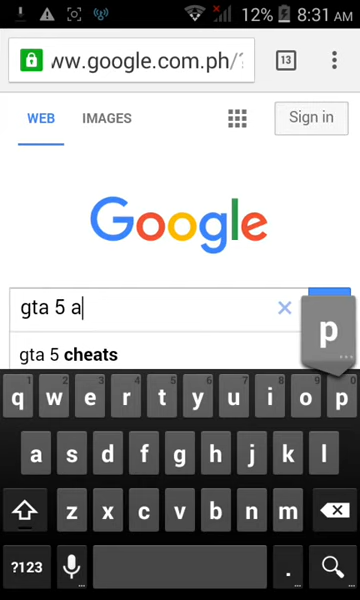 12% 8:31 AM
ww.google.com.ph/?
13
WEB IMAGES Sign in
Google
gta 5 a
p
gta 5 cheats
1 2 3 4 5 6 7 8 9 0
q w e r t y u i o p
a s d f g h j k l
z x c v b n m
?123 .